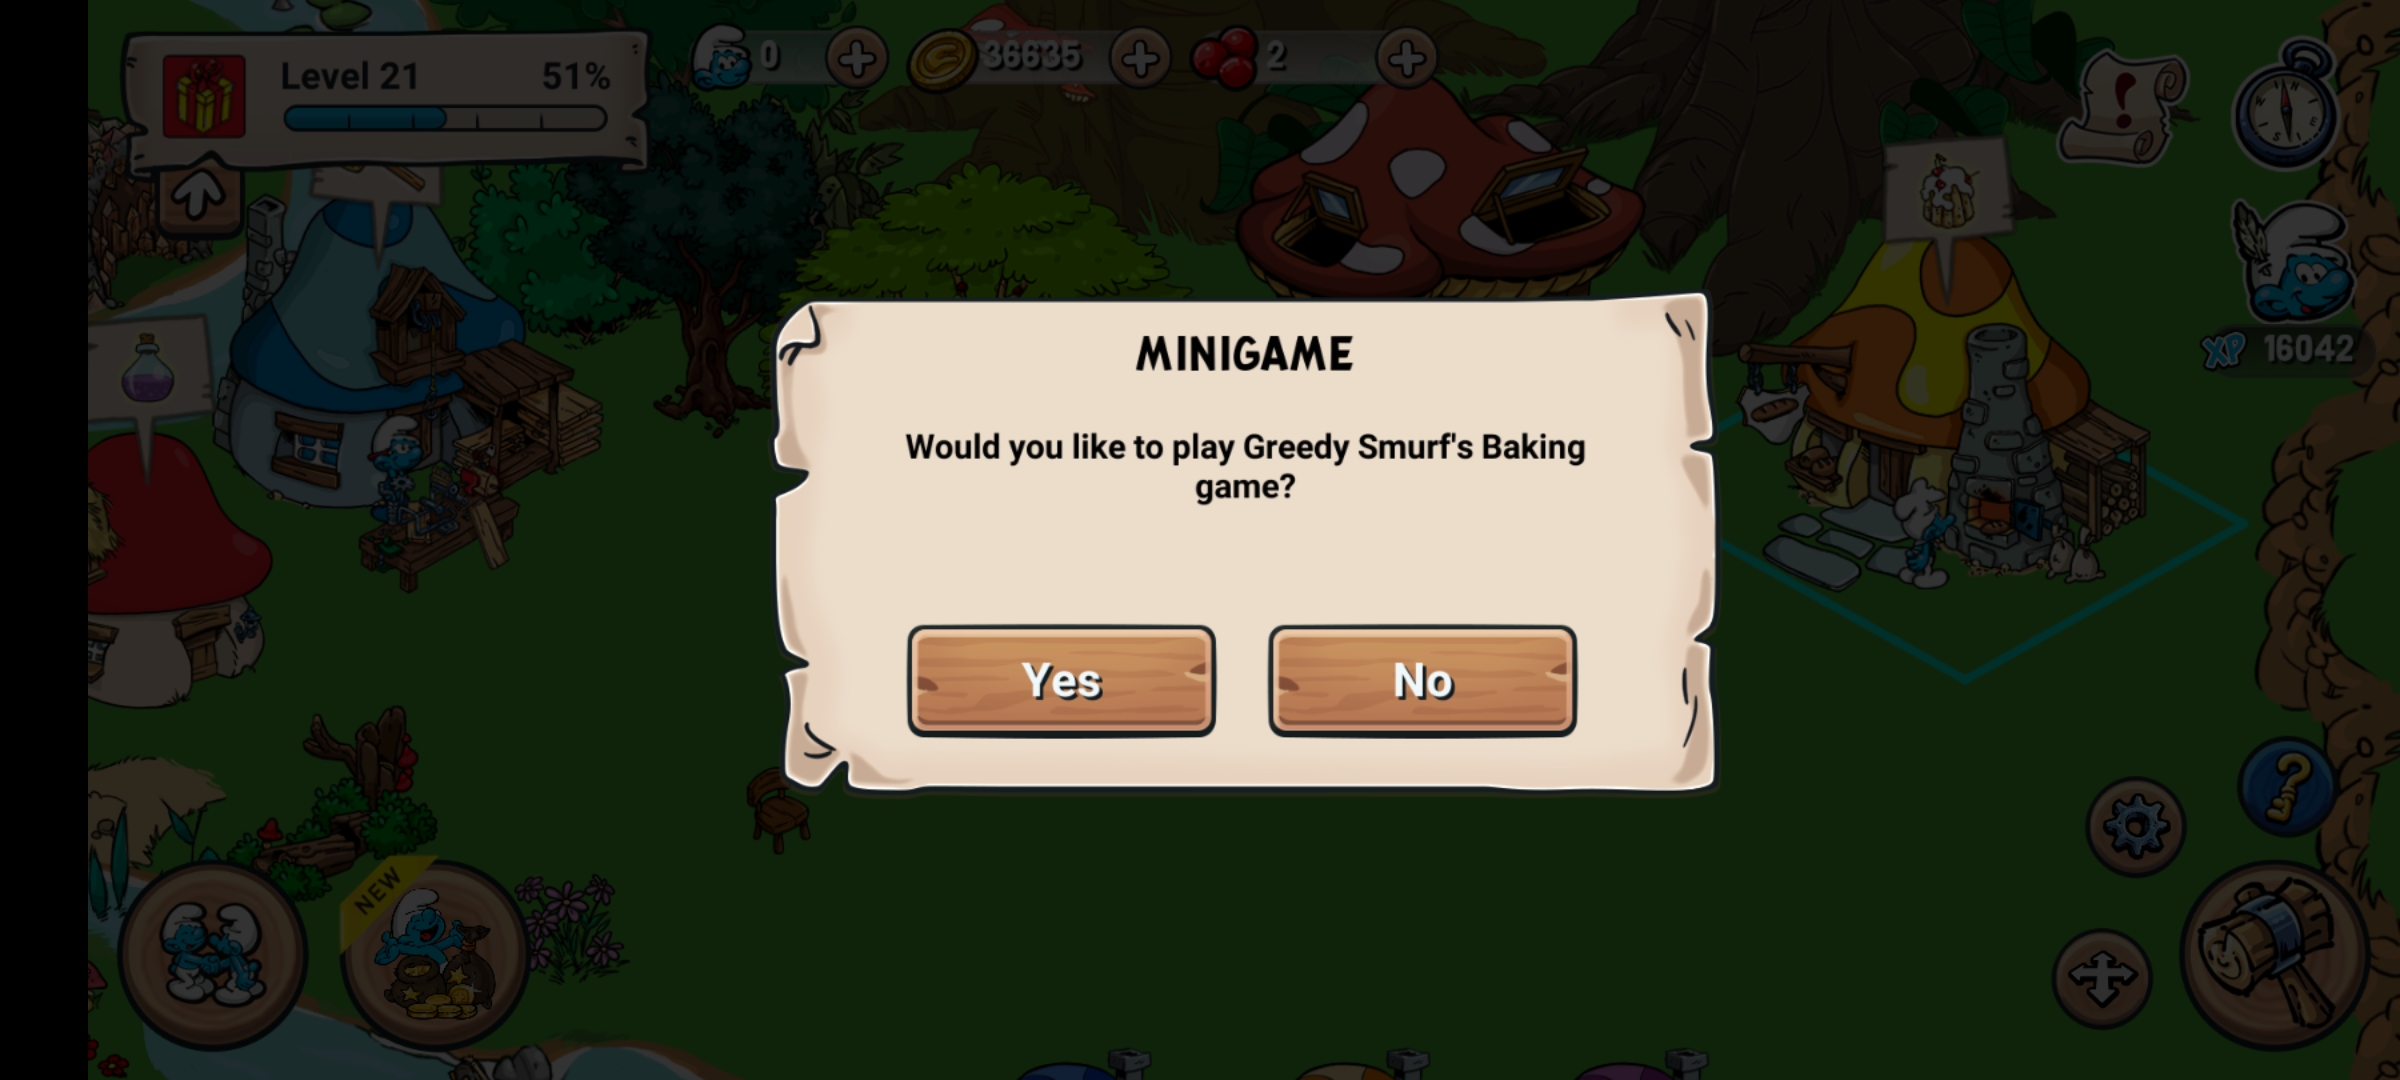 Level 21 51%
0
36635
2
MINIGAME
Would you like to play Greedy Smurf's Baking
game?
Yes No
XP 16042
NEW